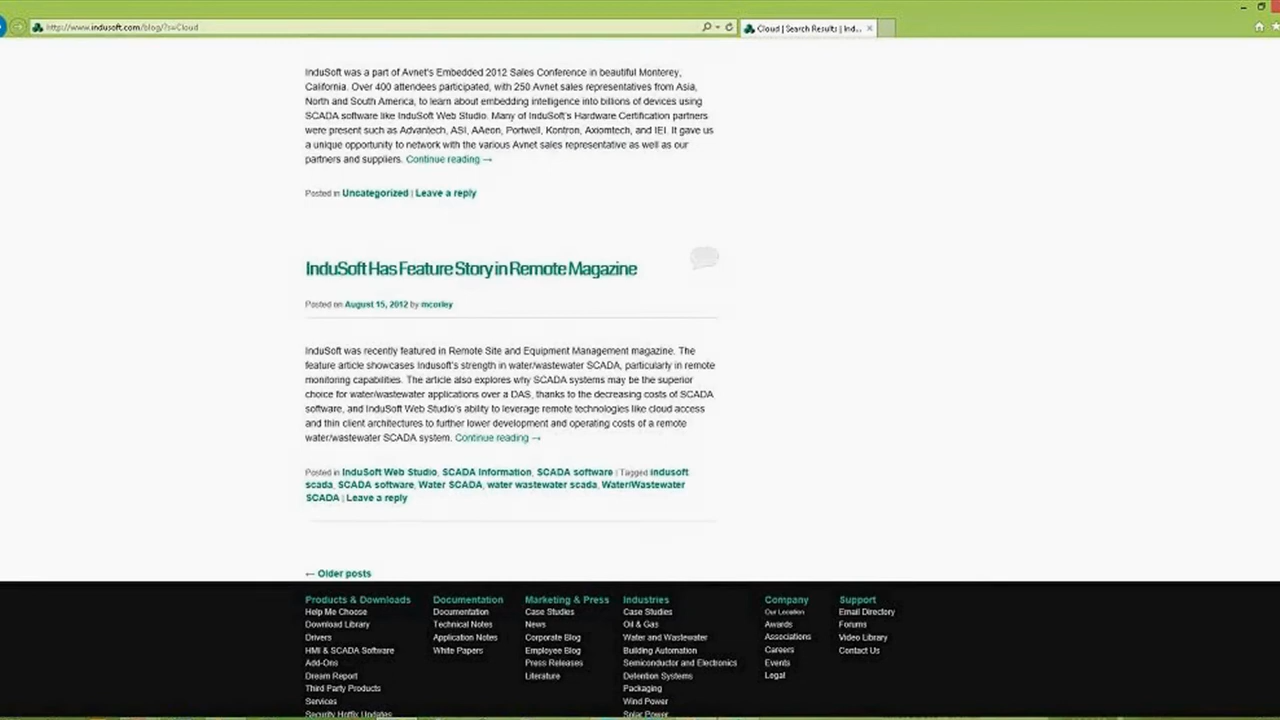 http://www.indusoft.com/blog/?s=Cloud
Cloud | Search Results | Ind...
InduSoft was a part of Avnet's Embedded 2012 Sales Conference in beautiful Monterey,
California. Over 400 attendees participated, with 250 Avnet sales representatives from Asia,
North and South America, to learn about embedding intelligence into billions of devices using
SCADA software like InduSoft Web Studio. Many of InduSoft's Hardware Certification partners
were present such as Advantech, ASI, AAeon, Portwell, Kontron, Axiomtech, and IEI. It gave us
a unique opportunity to network with the various Avnet sales representative as well as our
partners and suppliers. Continue reading →
Posted in Uncategorized | Leave a reply
InduSoft Has Feature Story in Remote Magazine
Posted on August 15, 2012 by mcorley
InduSoft was recently featured in Remote Site and Equipment Management magazine. The
feature article showcases Indusoft's strength in water/wastewater SCADA, particularly in remote
monitoring capabilities. The article also explores why SCADA systems may be the superior
choice for water/wastewater applications over a DAS, thanks to the decreasing costs of SCADA
software, and InduSoft Web Studio's ability to leverage remote technologies like cloud access
and thin client architectures to further lower development and operating costs of a remote
water/wastewater SCADA system. Continue reading →
Posted in InduSoft Web Studio, SCADA Information, SCADA software | Tagged indusoft
scada, SCADA software, Water SCADA, water wastewater scada, Water/Wastewater
SCADA | Leave a reply
← Older posts
Products & Downloads
Help Me Choose
Download Library
Drivers
HMI & SCADA Software
Add-Ons
Dream Report
Third Party Products
Services
Security Hotfix Updates
Documentation
Documentation
Technical Notes
Application Notes
White Papers
Marketing & Press
Case Studies
News
Corporate Blog
Employee Blog
Press Releases
Literature
Industries
Case Studies
Oil & Gas
Water and Wastewater
Building Automation
Semiconductor and Electronics
Detention Systems
Packaging
Wind Power
Solar Power
Company
Our Location
Awards
Associations
Careers
Events
Legal
Support
Email Directory
Forums
Video Library
Contact Us